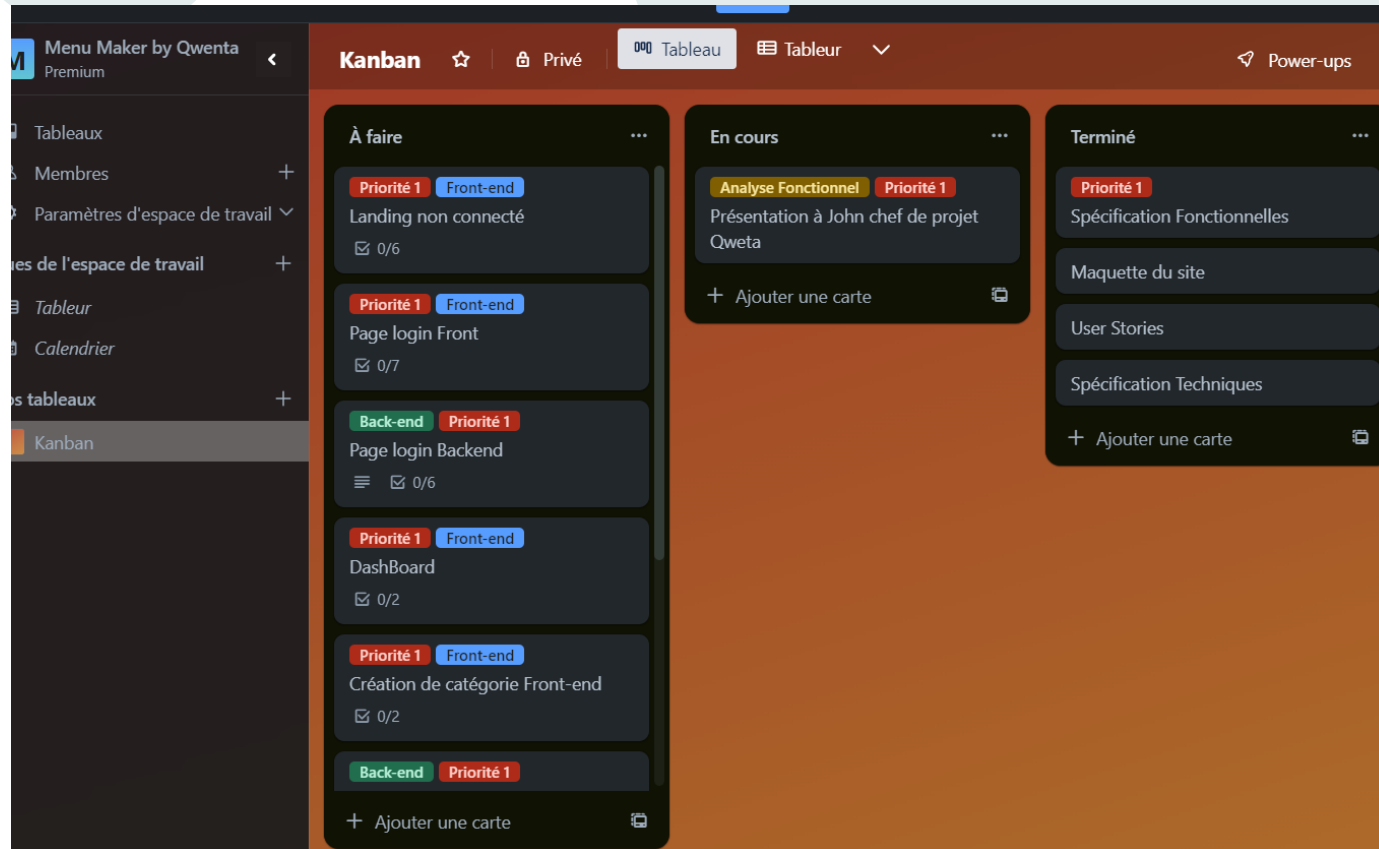 Menu Maker by Qwenta
Premium
Tableaux
Membres
Paramètres d'espace de travail
de l'espace de travail
Tableur
Calendrier
tableaux
Kanban
Kanban
Privé
Tableau
Tableur
Power-ups
À faire
Priorité 1 Front-end
Landing non connecté
0/6
Priorité 1 Front-end
Page login Front
0/7
Back-end Priorité 1
Page login Backend
0/6
Priorité 1 Front-end
DashBoard
0/2
Priorité 1 Front-end
Création de catégorie Front-end
0/2
Back-end Priorité 1
Ajouter une carte
En cours
Analyse Fonctionnel Priorité 1
Présentation à John chef de projet
Qweta
Ajouter une carte
Terminé
Priorité 1
Spécification Fonctionnelles
Maquette du site
User Stories
Spécification Techniques
Ajouter une carte